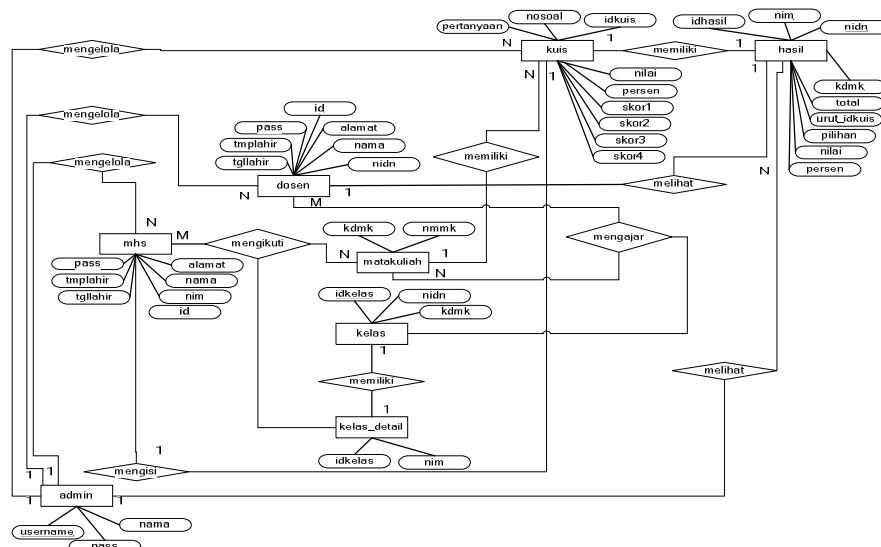 nosoal
pertanyaan
idkuis
nim
idhasil
nidn
mengelola
N
kuis
1
memiliki
1
hasil
N
1
1
nilai
persen
skor1
skor2
skor3
skor4
kdmk
total
urut_idkuis
pilihan
nilai
persen
mengelola
id
pass
alamat
tmplahir
nama
tgllahir
nidn
memiliki
mengelola
dosen
N
1
M
melihat
N
N
mhs
M
mengikuti
kdmk
nmmk
N
matakuliah
1
N
mengajar
pass
alamat
tmplahir
nama
tgllahir
nim
id
idkelas
nidn
kdmk
kelas
1
memiliki
1
melihat
kelas_detail
idkelas
nim
1
mengisi
1
1
1
admin
1
username
nama
pass